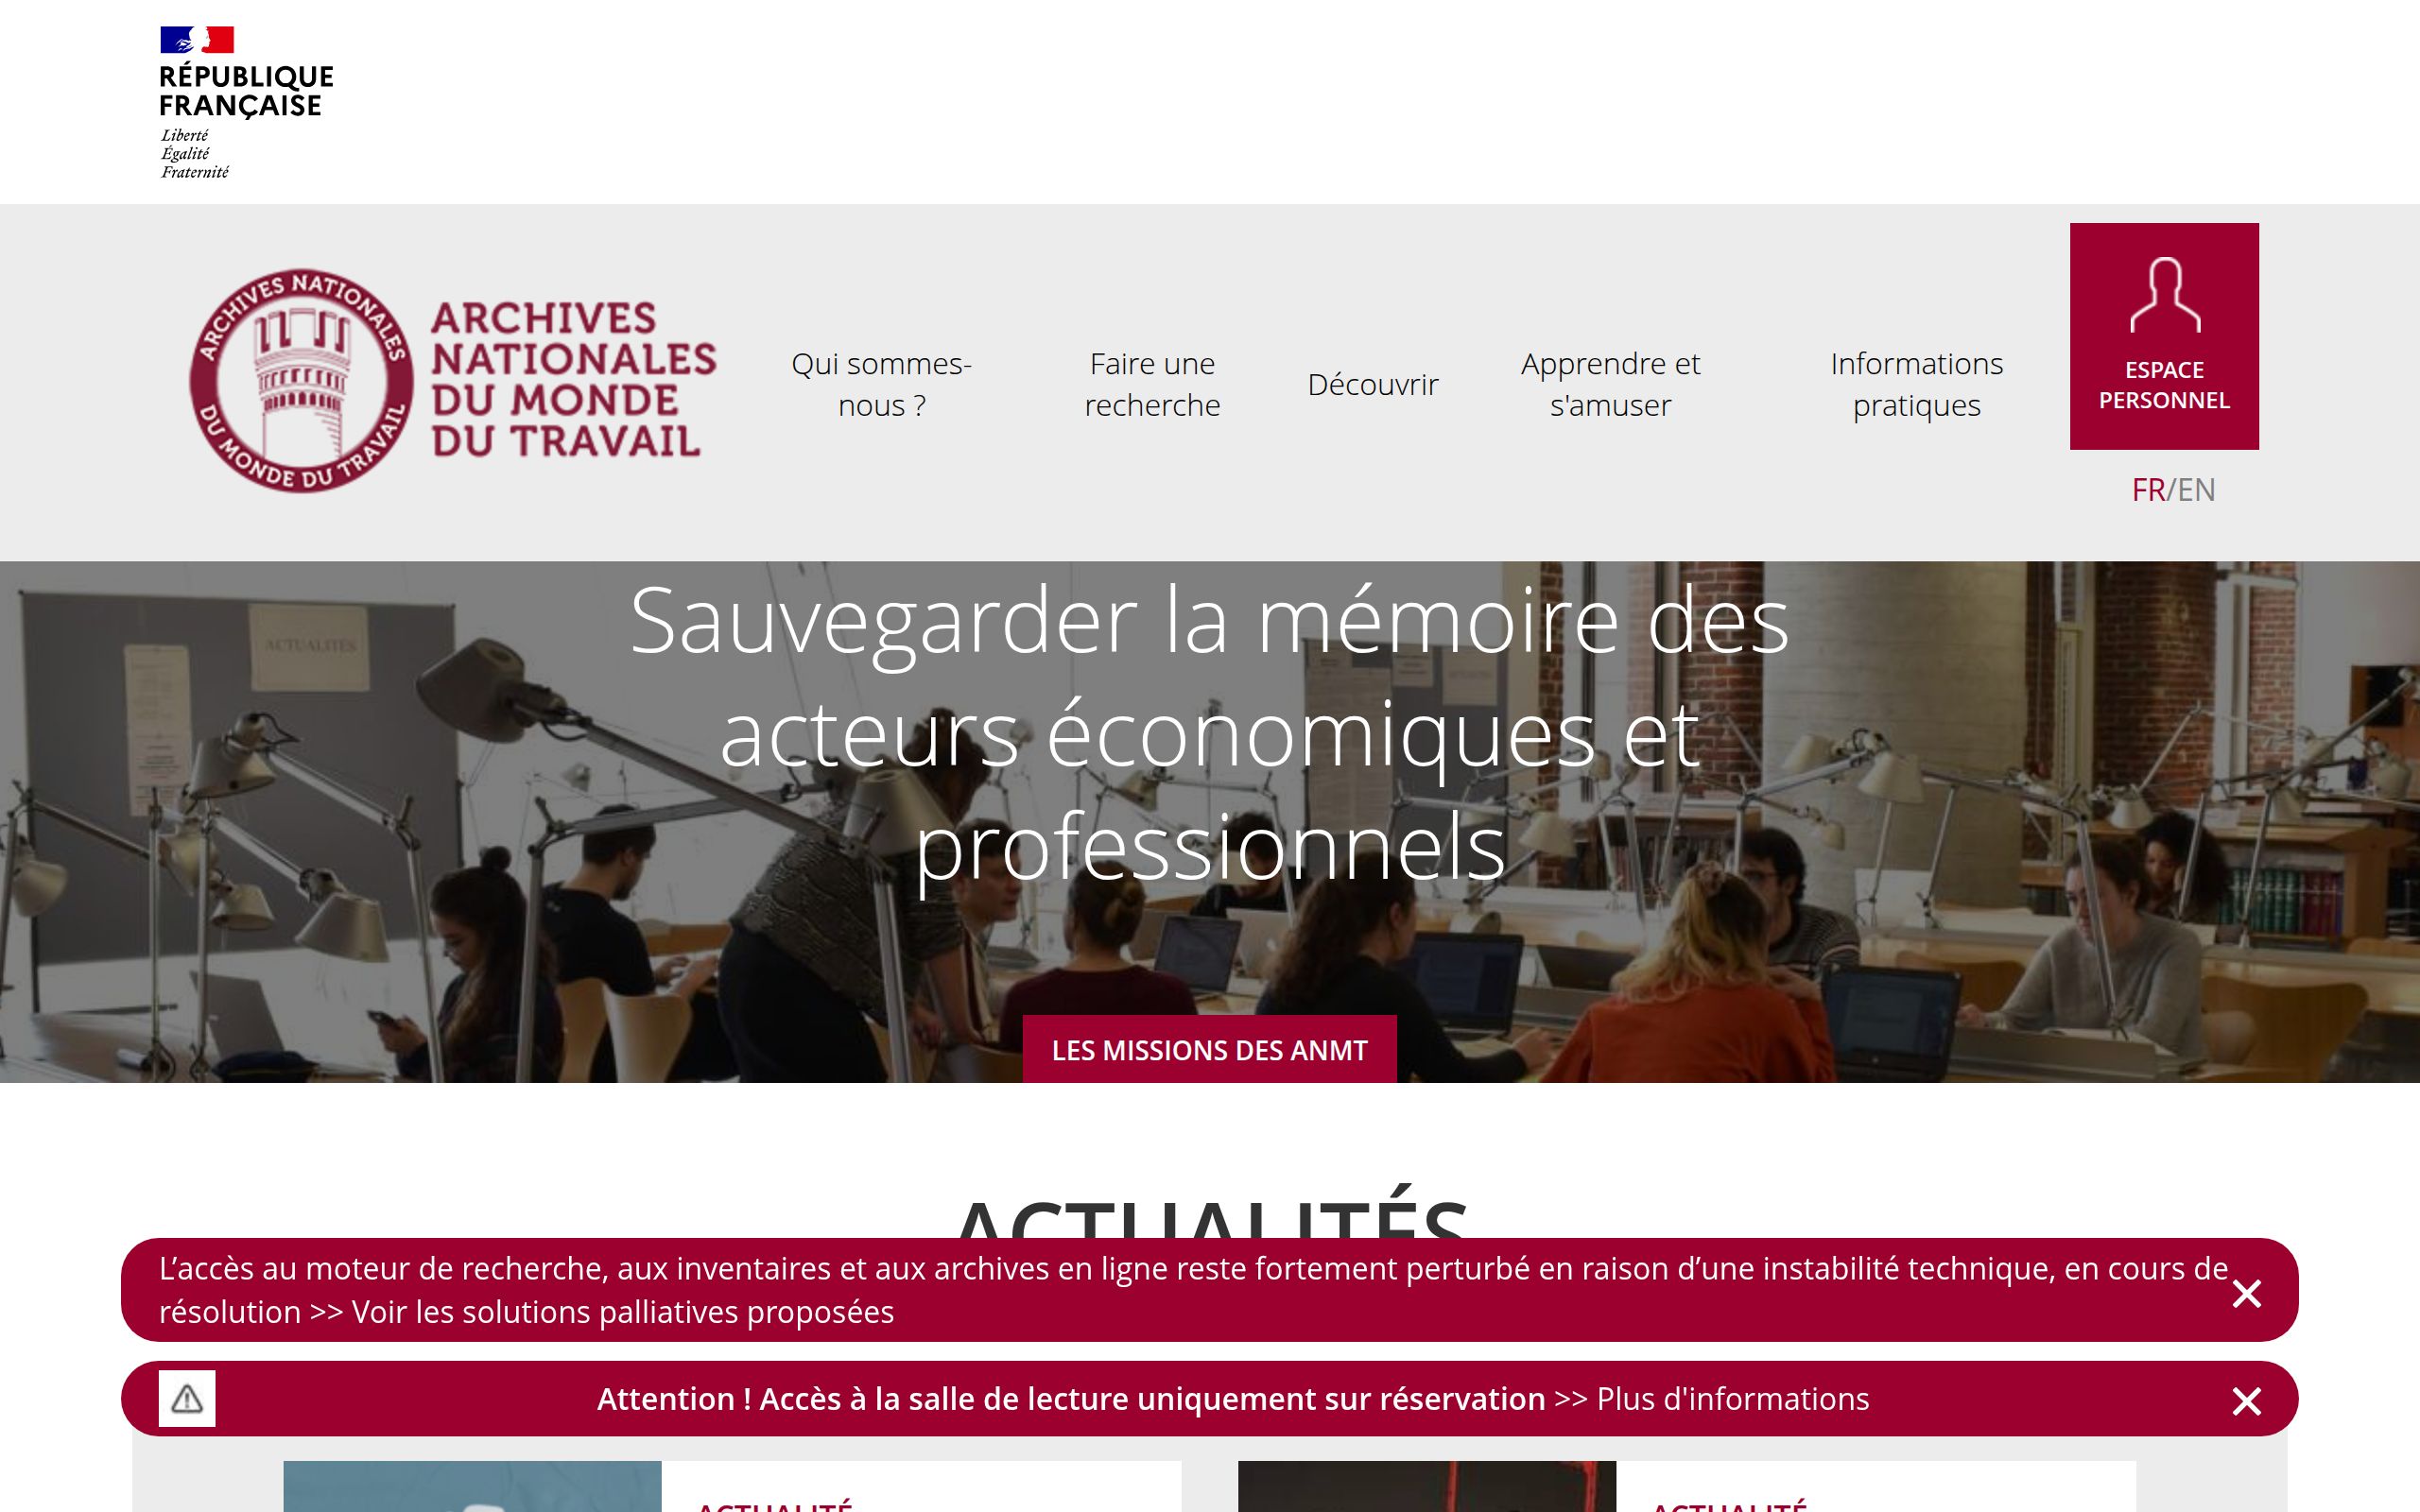 RÉPUBLIQUE
FRANÇAISE
Liberté
Égalité
Fraternité
ARCHIVES NATIONALES
DU MONDE DU TRAVAIL
ARCHIVES
NATIONALES
DU MONDE
DU TRAVAIL
Qui sommes-
nous ?
Faire une
recherche
Découvrir
Apprendre et
s'amuser
Informations
pratiques
ESPACE
PERSONNEL
FR/EN
ACTUALITÉS
Sauvegarder la mémoire des
acteurs économiques et
professionnels
LES MISSIONS DES ANMT
ACTUALITÉS
L’accès au moteur de recherche, aux inventaires et aux archives en ligne reste fortement perturbé en raison d’une instabilité technique, en cours de
résolution >> Voir les solutions palliatives proposées
Attention ! Accès à la salle de lecture uniquement sur réservation >> Plus d'informations
ACTUALITÉ
ACTUALITÉ